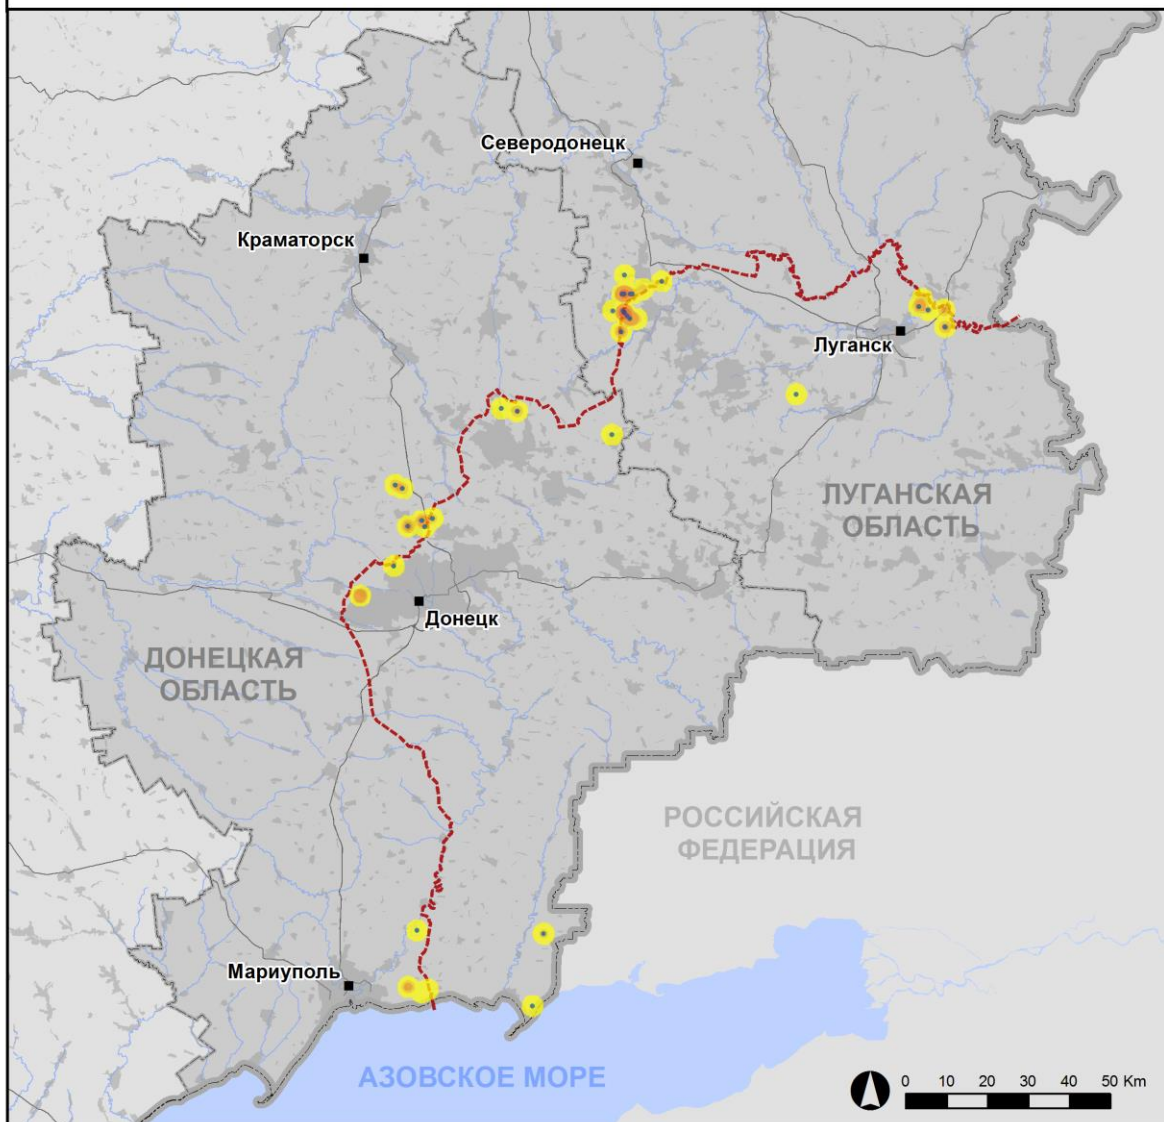 Северодонецк
Краматорск
Луганск
ЛУГАНСКАЯ
ОБЛАСТЬ
Донецк
ДОНЕЦКАЯ
ОБЛАСТЬ
РОССИЙСКАЯ
ФЕДЕРАЦИЯ
Мариуполь
АЗОВСКОЕ МОРЕ
0 10 20 30 40 50 Км